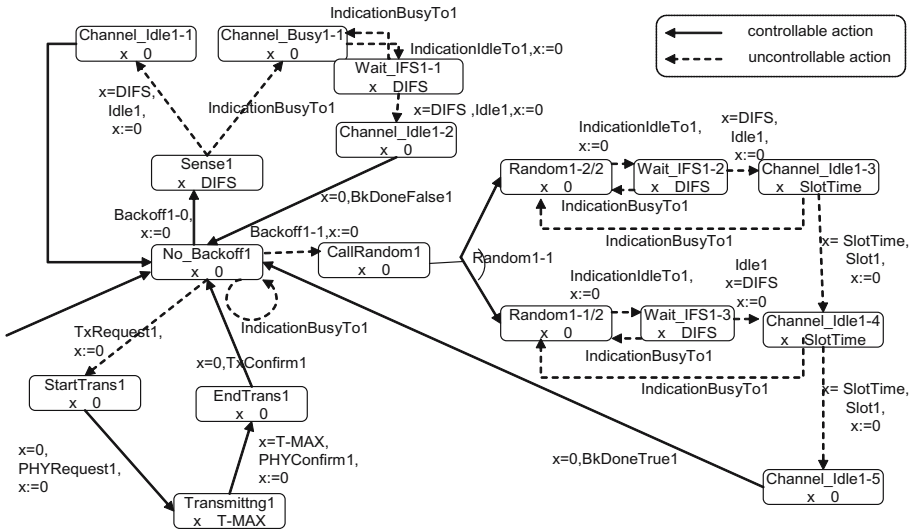 Channel_Idle1-1
x 0
Channel_Busy1-1
x 0
IndicationBusyTo1
IndicationIdleTo1,x:=0
Wait_IFS1-1
x DIFS
controllable action
uncontrollable action
x=DIFS,
Idle1,
x:=0
IndicationBusyTo1
x=DIFS ,Idle1,x:=0
Channel_Idle1-2
x 0
Sense1
x DIFS
x=0,BkDoneFalse1
Backoff1-0,
x:=0
No_Backoff1
x 0
Backoff1-1,x:=0
CallRandom1
x 0
Random1-1
IndicationBusyTo1
IndicationIdleTo1,
x:=0
x=DIFS,
Idle1,
x:=0
Random1-2/2
x 0
Wait_IFS1-2
x DIFS
Channel_Idle1-3
x SlotTime
IndicationBusyTo1
IndicationBusyTo1
x= SlotTime,
Slot1,
x:=0
IndicationIdleTo1,
x:=0
Idle1
x=DIFS
x:=0
Random1-1/2
x 0
Wait_IFS1-3
x DIFS
Channel_Idle1-4
x SlotTime
IndicationBusyTo1
IndicationBusyTo1
x= SlotTime,
Slot1,
x:=0
TxRequest1,
x:=0
x=0,TxConfirm1
StartTrans1
x 0
EndTrans1
x 0
x=0,
PHYRequest1,
x:=0
x=T-MAX,
PHYConfirm1,
x:=0
x=0,BkDoneTrue1
Transmittng1
x T-MAX
Channel_Idle1-5
x 0